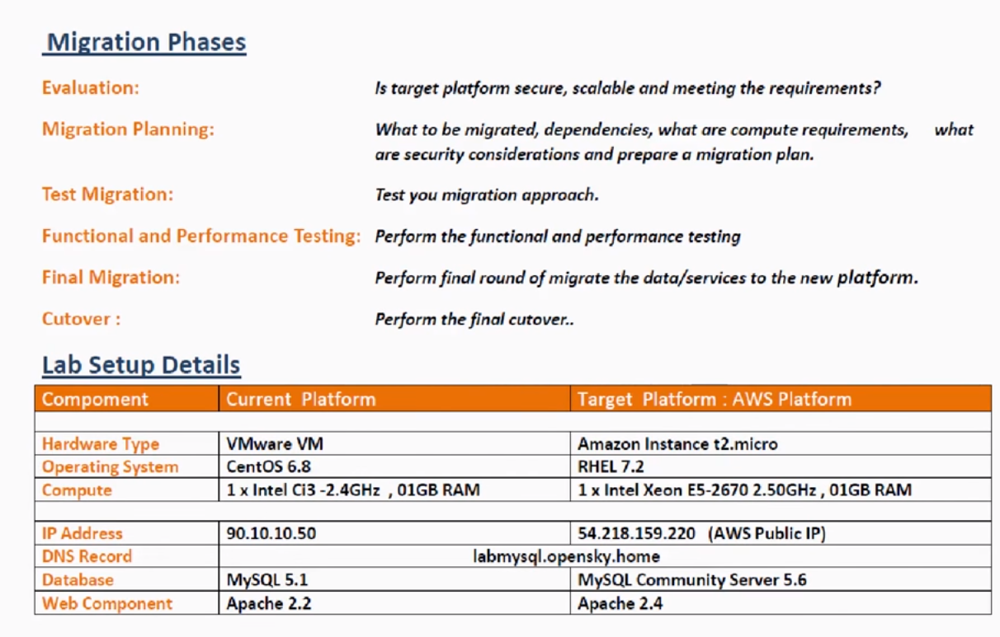 Migration Phases
Evaluation: Is target platform secure, scalable and meeting the requirements?
Migration Planning: What to be migrated, dependencies, what are compute requirements, what
are security considerations and prepare a migration plan.
Test Migration: Test you migration approach.
Functional and Performance Testing: Perform the functional and performance testing
Final Migration: Perform final round of migrate the data/services to the new platform.
Cutover : Perform the final cutover..
Lab Setup Details
Compoment Current Platform Target Platform : AWS Platform
Hardware Type VMware VM Amazon Instance t2.micro
Operating System CentOS 6.8 RHEL 7.2
Compute 1 x Intel Ci3 -2.4GHz , 01GB RAM 1 x Intel Xeon E5-2670 2.50GHz , 01GB RAM
IP Address 90.10.10.50 54.218.159.220 (AWS Public IP)
DNS Record labmysql.opensky.home
Database MySQL 5.1 MySQL Community Server 5.6
Web Component Apache 2.2 Apache 2.4